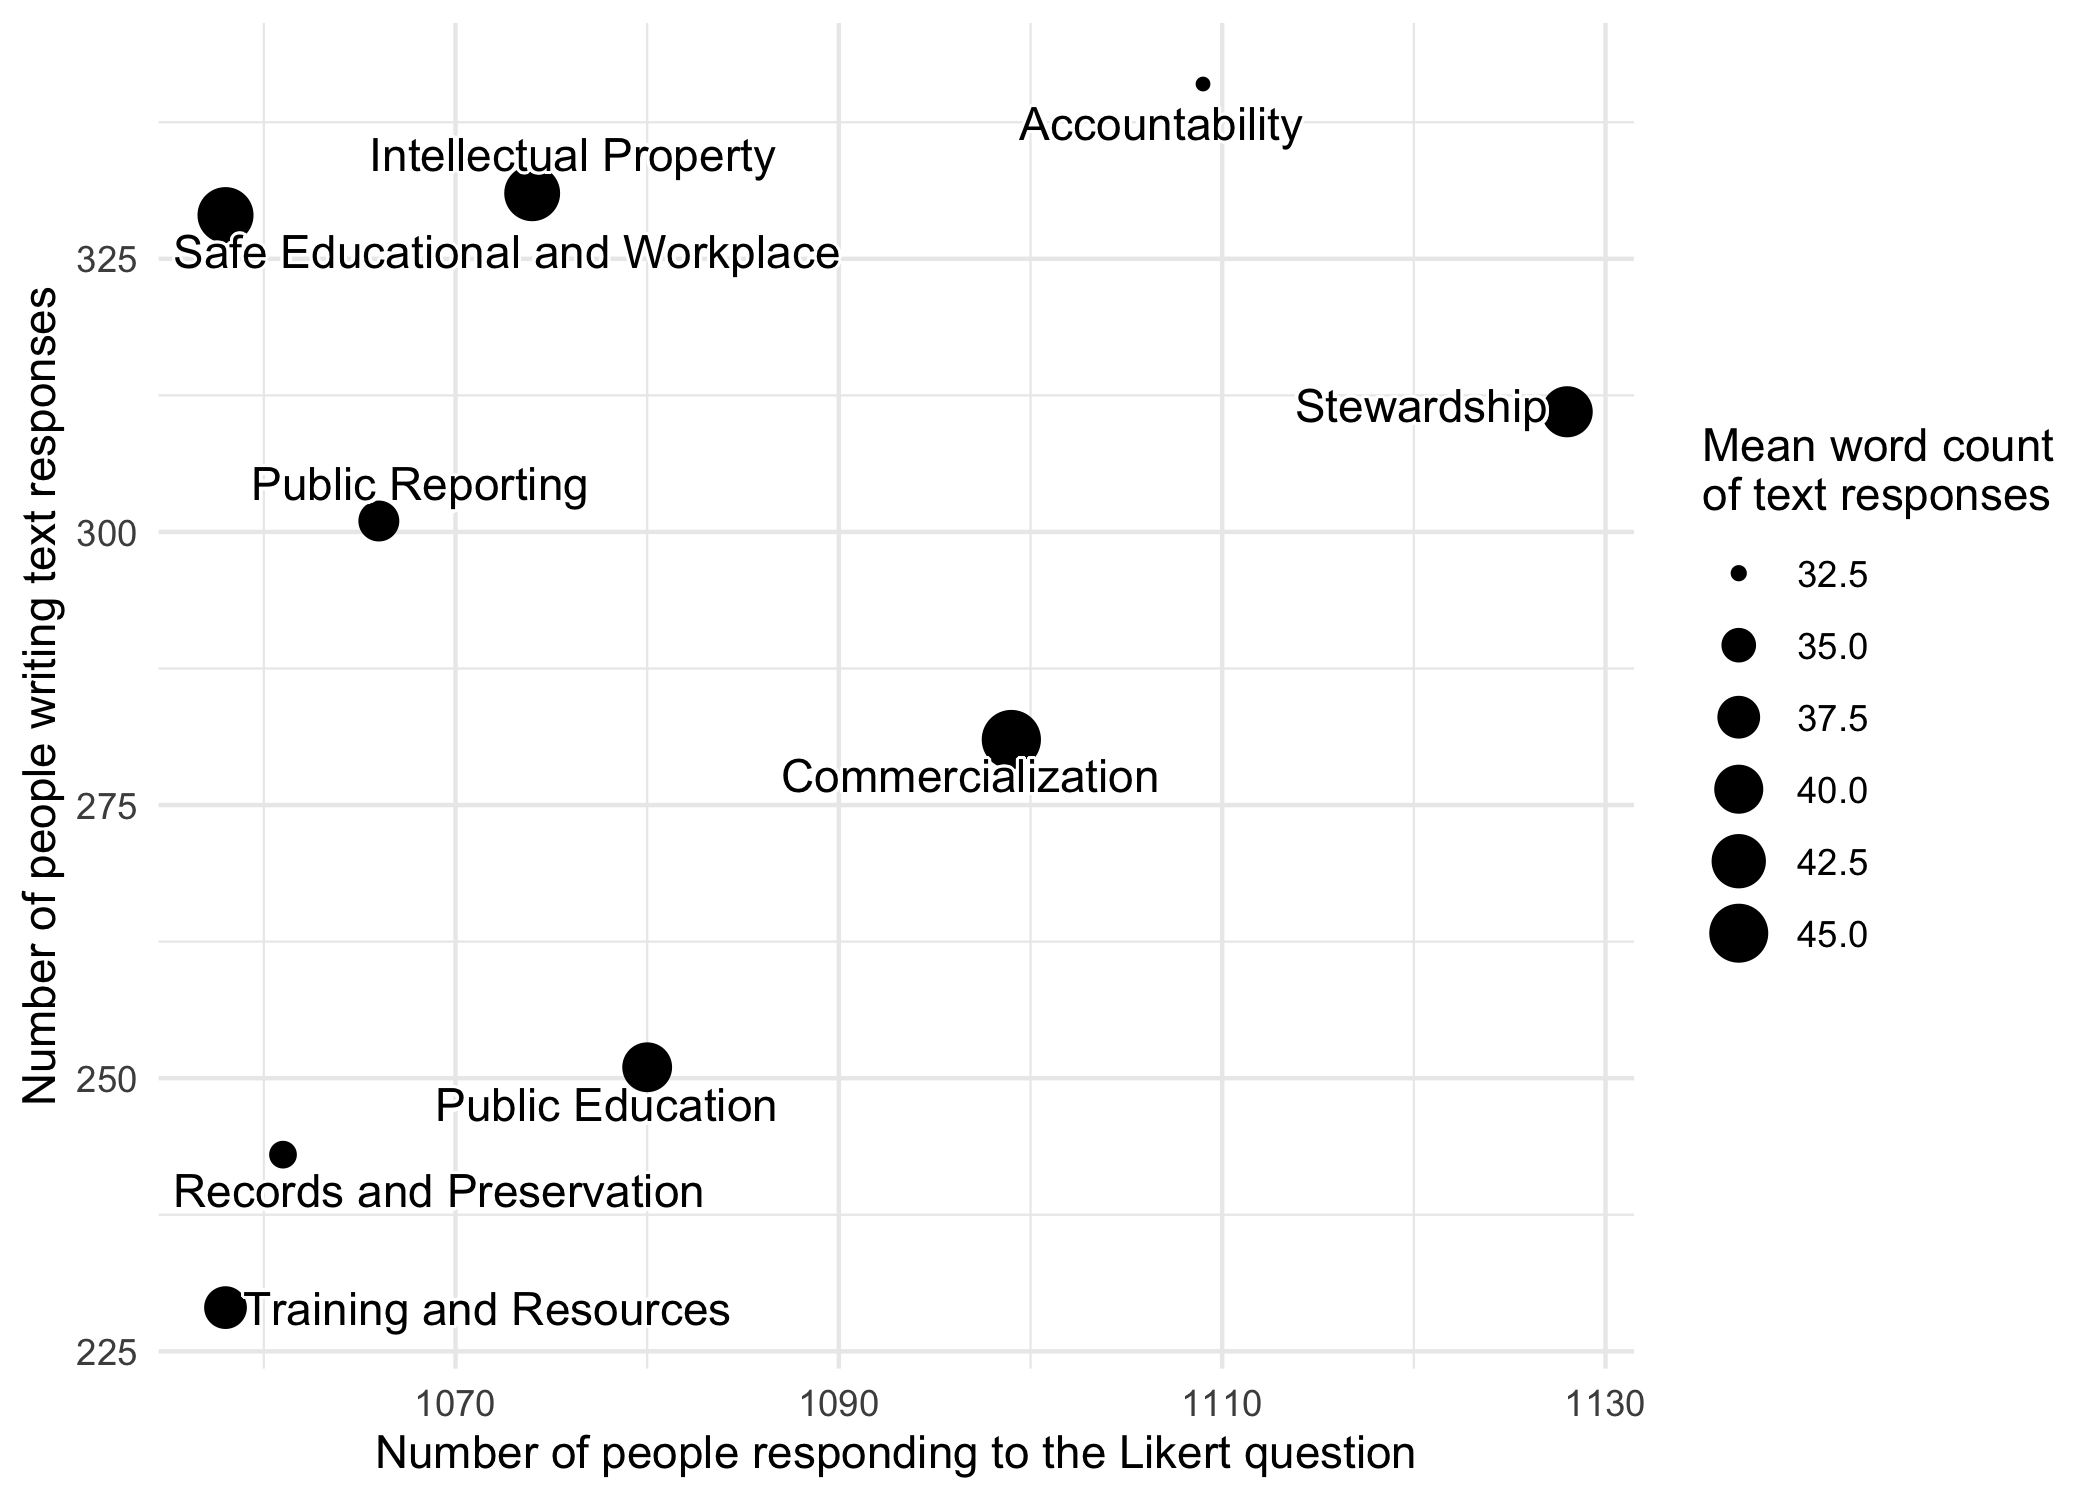 Accountability
Intellectual Property
Safe Educational and Workplace
Stewardship
Public Reporting
Commercialization
Public Education
Records and Preservation
Training and Resources
325
300
275
250
225
1070 1090 1110 1130
Number of people responding to the Likert question
Number of people writing text responses
Mean word count
of text responses
32.5
35.0
37.5
40.0
42.5
45.0